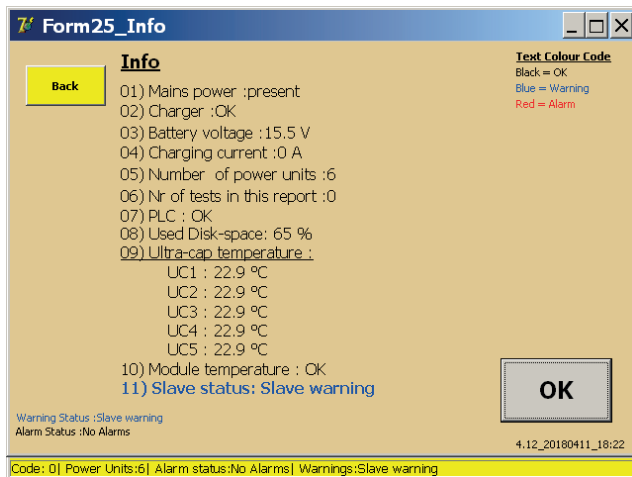 Form25_Info
Back
Info
01) Mains power :present
02) Charger :OK
03) Battery voltage :15.5 V
04) Charging current :0 A
05) Number of power units :6
06) Nr of tests in this report :0
07) PLC : OK
08) Used Disk-space: 65 %
09) Ultra-cap temperature :
UC1 : 22.9 ºC
UC2 : 22.9 ºC
UC3 : 22.9 ºC
UC4 : 22.9 ºC
UC5 : 22.9 ºC
10) Module temperature : OK
11) Slave status: Slave warning
Text Colour Code
Black = OK
Blue = Warning
Red = Alarm
OK
Warning Status :Slave warning
Alarm Status :No Alarms
4.12_20180411_18:22
Code: 0| Power Units:6| Alarm status:No Alarms| Warnings:Slave warning